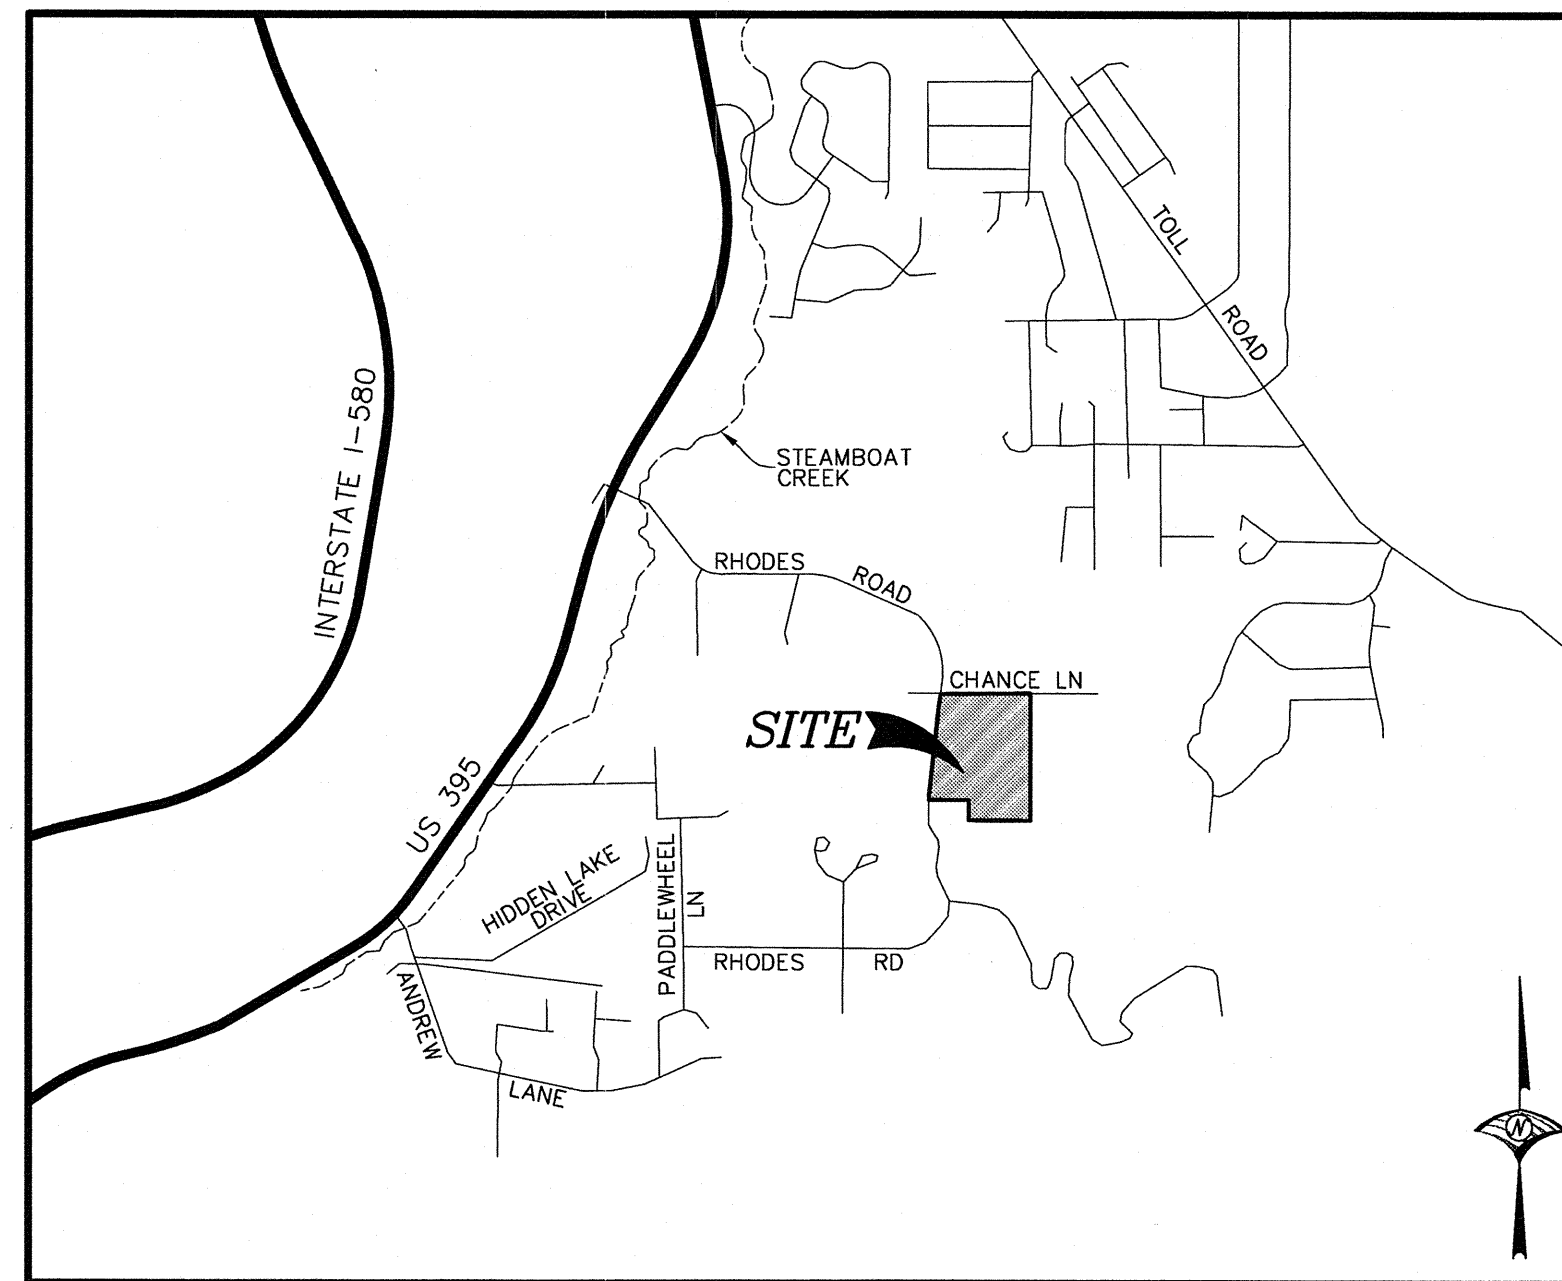 TOLL
ROAD
INTERSTATE I-580
STEAMBOAT
CREEK
RHODES
ROAD
CHANCE LN
SITE
US 395
HIDDEN LAKE
DRIVE
PADDLEWHEEL
LN
RHODES RD
ANDREW
LANE
N